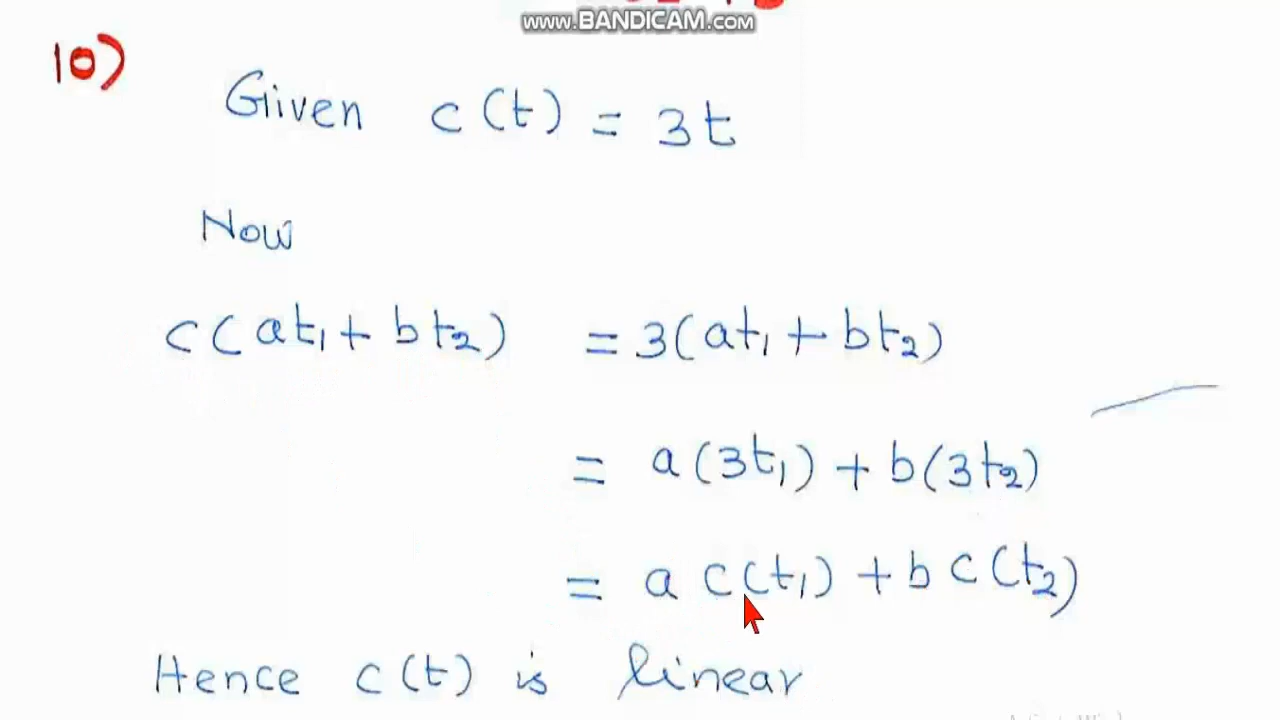 www.BANDICAM.com
10)
Given c(t) = 3t
Now
c(at₁ + bt₂) = 3(at₁ + bt₂)
= a(3t₁) + b(3t₂)
= a c(t₁) + b c(t₂)
Hence c(t) is linear